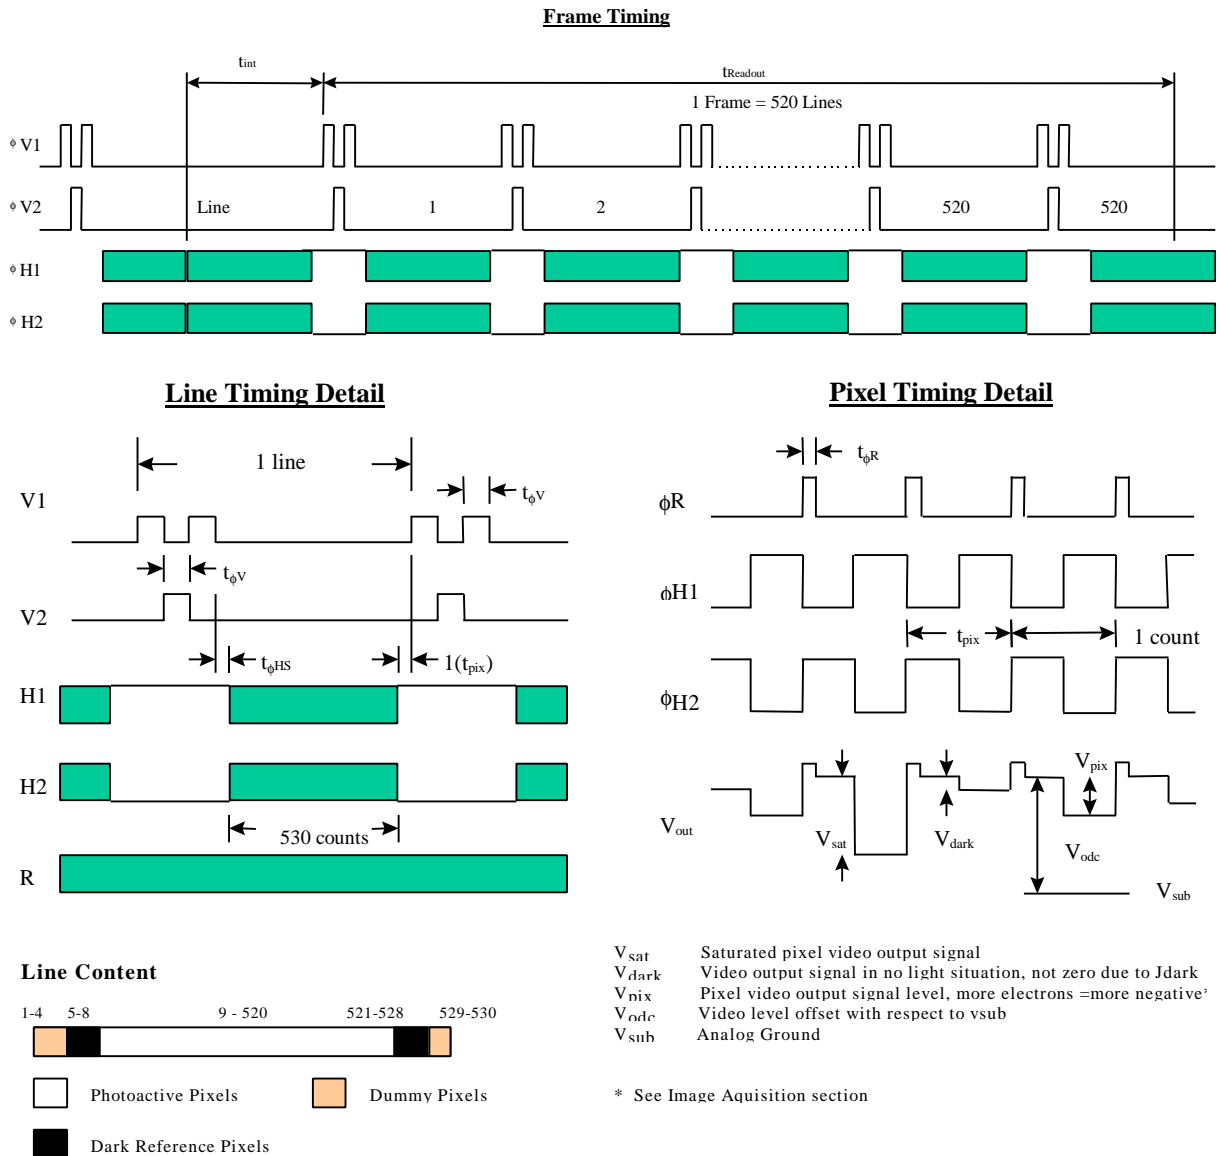 Frame Timing
tint
tReadout
1 Frame = 520 Lines
ϕ V1
ϕ V2
Line
1
2
520
520
ϕ H1
ϕ H2
Line Timing Detail
Pixel Timing Detail
1 line
V1
tϕV
tϕV
V2
tϕHS
1(tpix)
H1
H2
530 counts
R
tϕR
ϕR
ϕH1
tpix
1 count
ϕH2
Vpix
Vout
Vsat
Vdark
Vodc
Vsub
Line Content
1-4
5-8
9 - 520
521-528
529-530
Photoactive Pixels
Dummy Pixels
Dark Reference Pixels
Vsat Saturated pixel video output signal
Vdark Video output signal in no light situation, not zero due to Jdark
Vpix Pixel video output signal level, more electrons =more negative*
Vodc Video level offset with respect to vsub
Vsub Analog Ground
* See Image Aquisition section